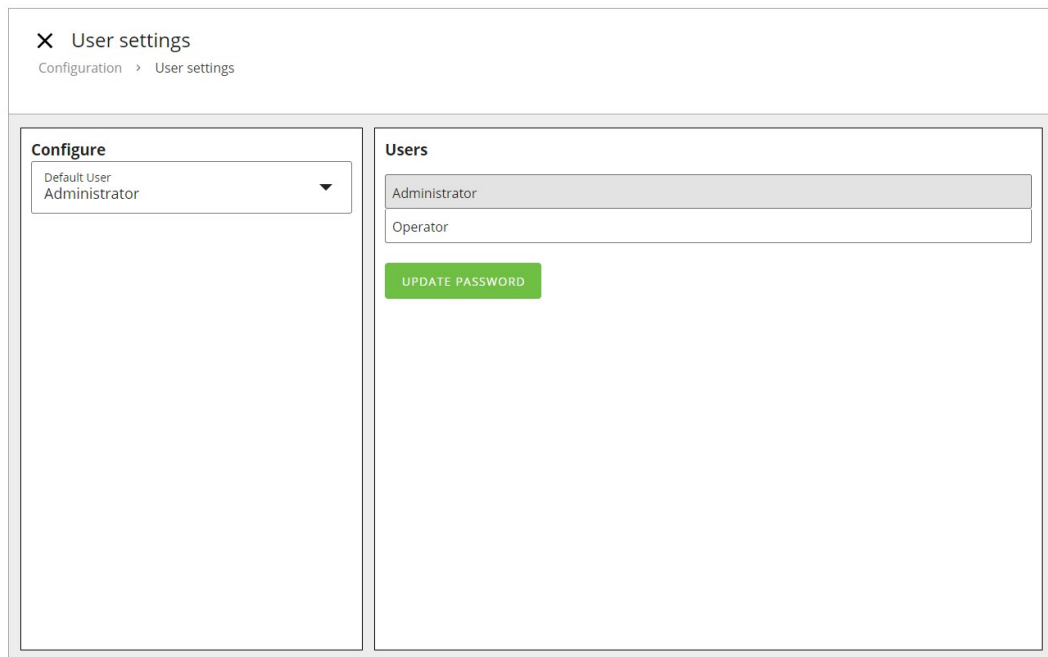 User settings
Configuration > User settings
Configure
Default User
Administrator
Users
Administrator
Operator
UPDATE PASSWORD